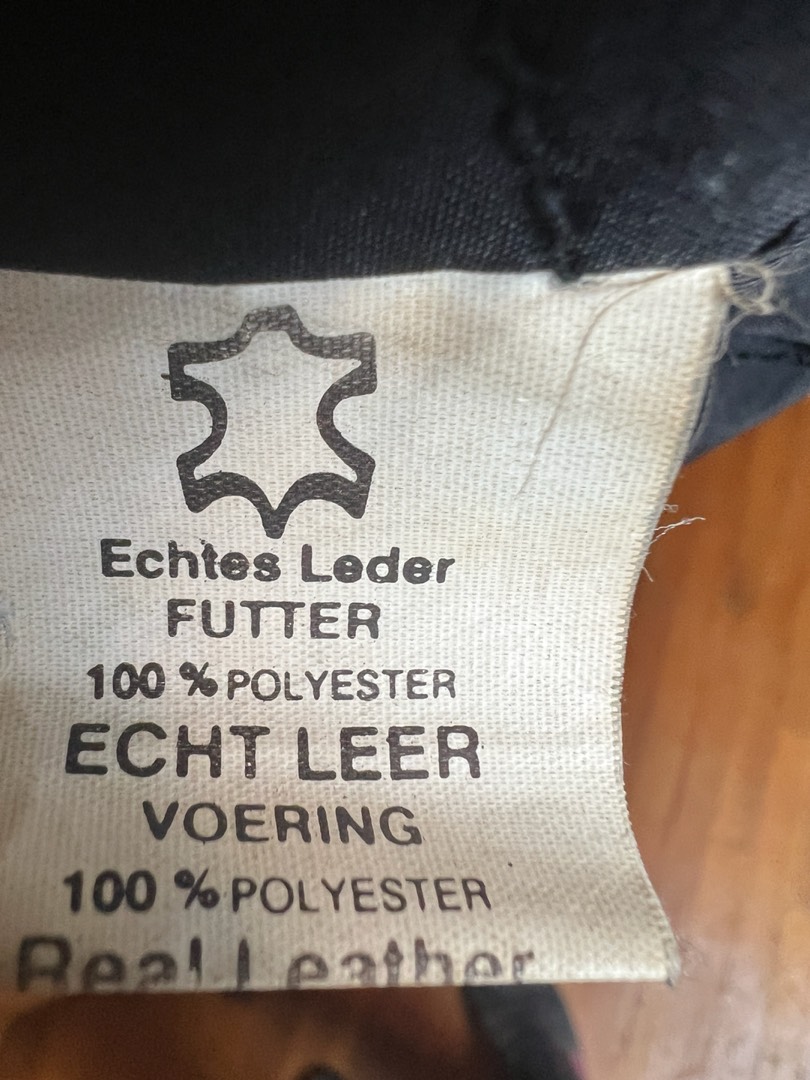 Echtes Leder
FUTTER
100 % POLYESTER
ECHT LEER
VOERING
100 % POLYESTER
Real Leather